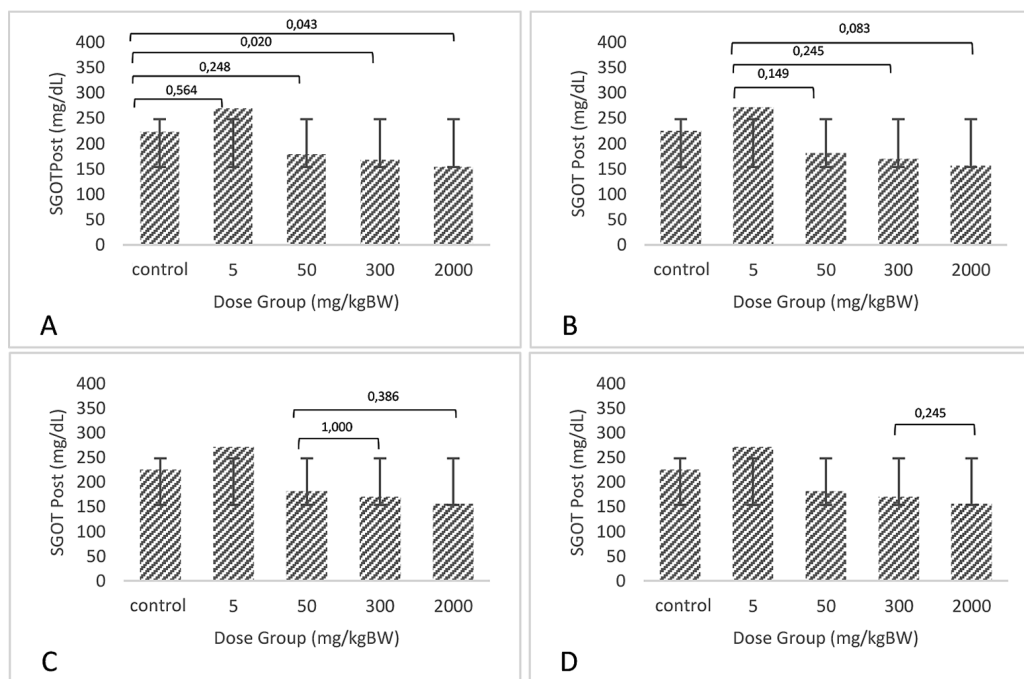 0,043
400
0,020
350
0,248
300
0,564
250
200
150
100
50
0
SGOTPost (mg/dL)
control 5 50 300 2000
Dose Group (mg/kgBW)
A
0,083
400
0,245
350
0,149
300
250
200
150
100
50
0
SGOT Post (mg/dL)
control 5 50 300 2000
Dose Group (mg/kgBW)
B
400
0,386
350
1,000
300
250
200
150
100
50
0
SGOT Post (mg/dL)
control 5 50 300 2000
Dose Group (mg/kgBW)
C
400
0,245
350
300
250
200
150
100
50
0
SGOT Post (mg/dL)
control 5 50 300 2000
Dose Group (mg/kgBW)
D